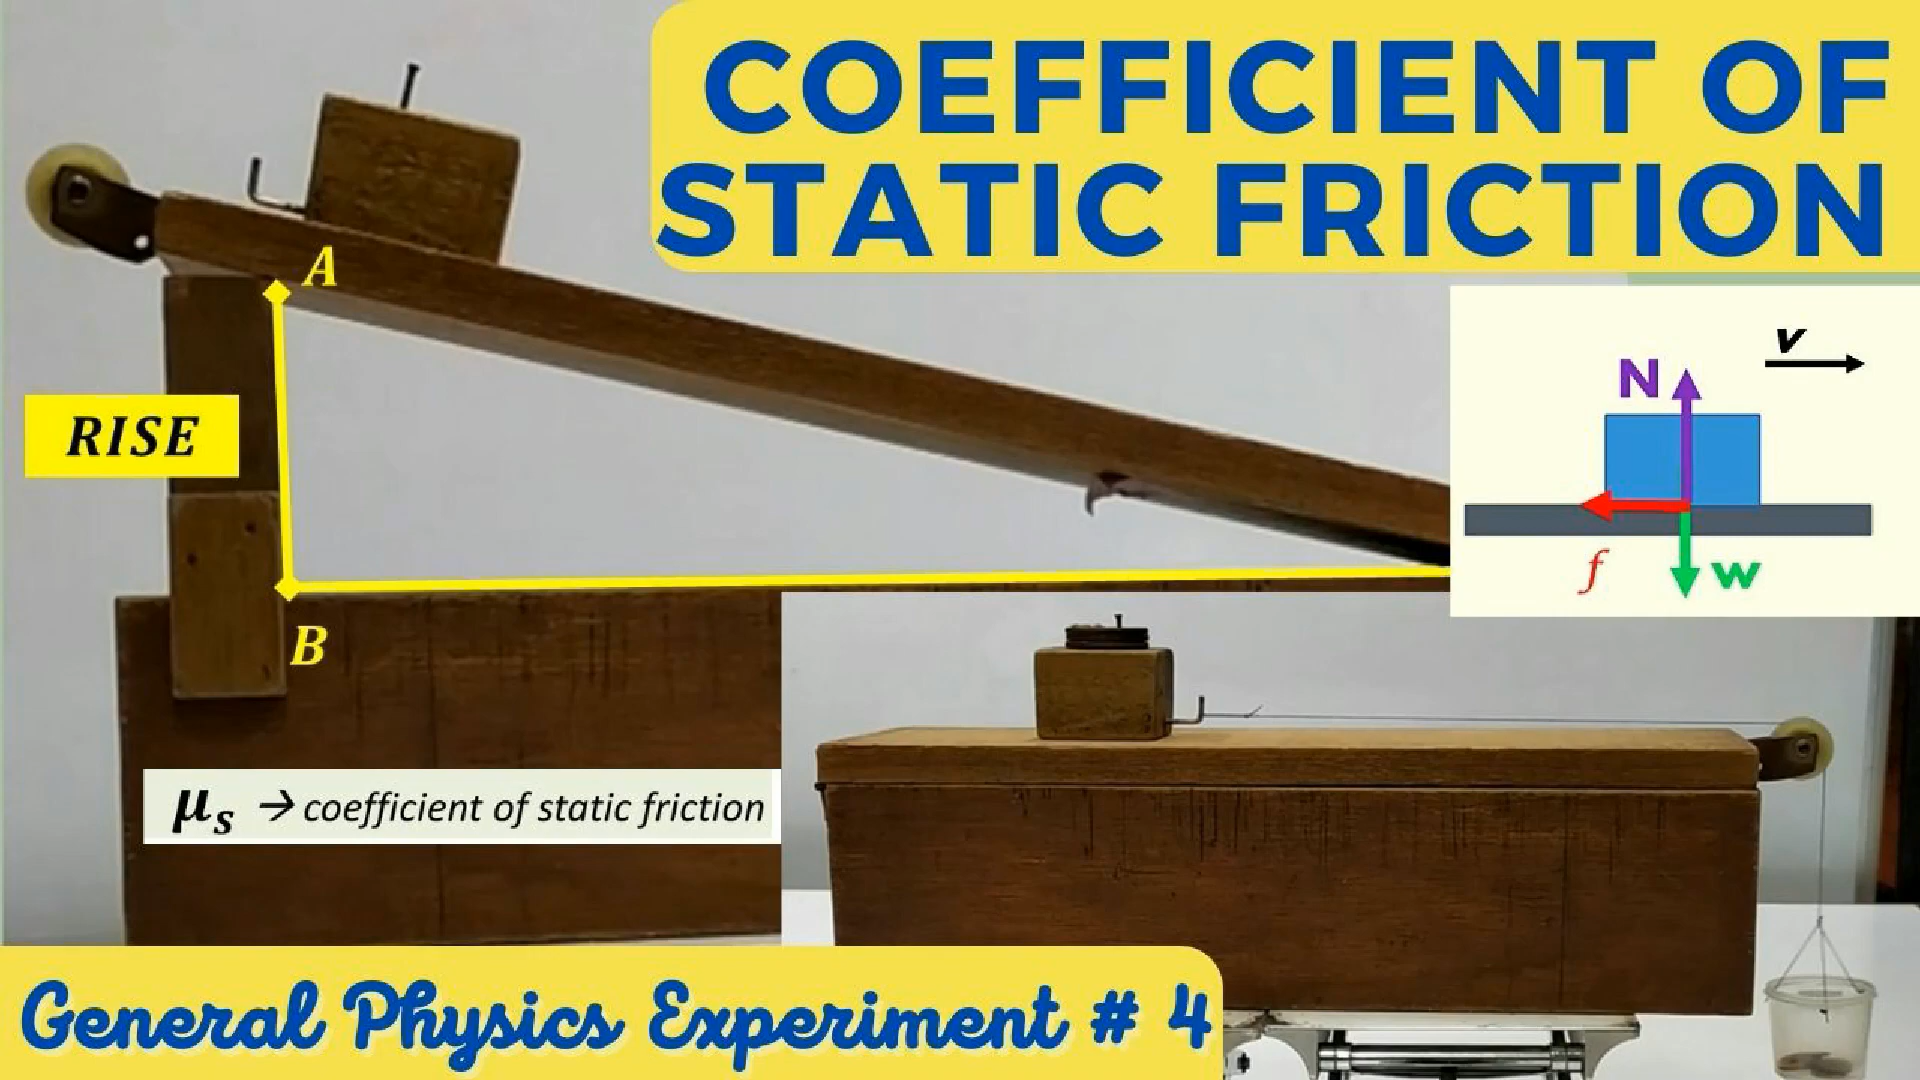 COEFFICIENT OF
STATIC FRICTION
A
RISE
B
v
N
f
w
μs → coefficient of static friction
General Physics Experiment # 4